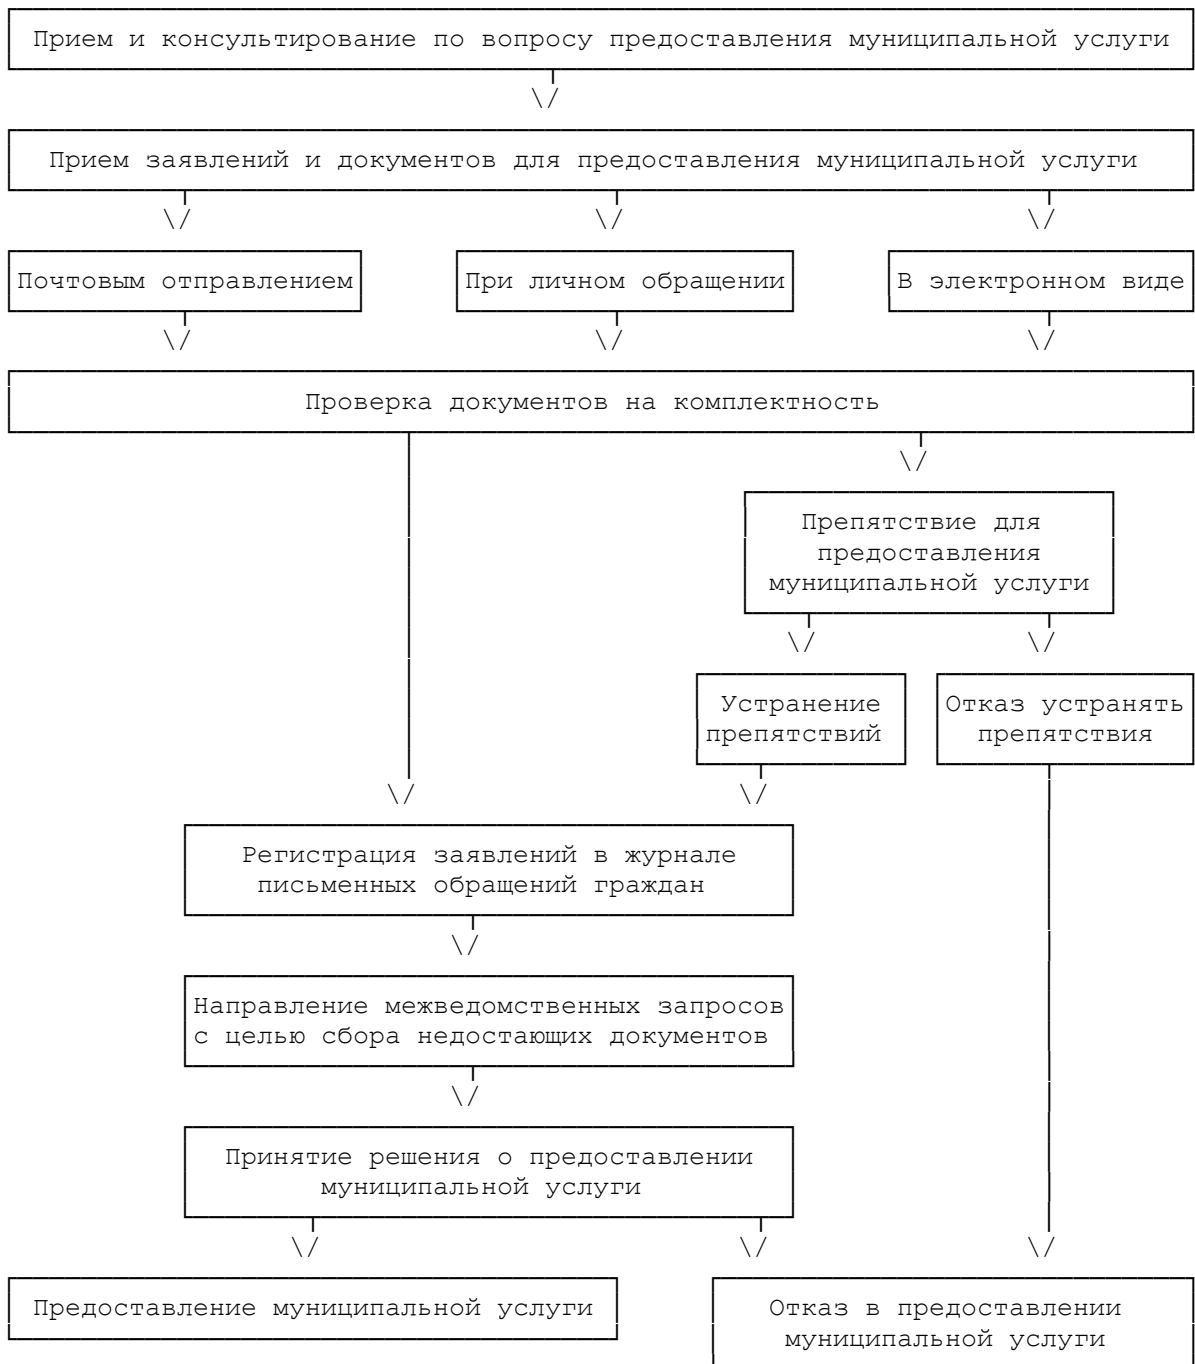 Прием и консультирование по вопросу предоставления муниципальной услуги
Прием заявлений и документов для предоставления муниципальной услуги
Почтовым отправлением
При личном обращении
В электронном виде
Проверка документов на комплектность
Препятствие для
предоставления
муниципальной услуги
Устранение
препятствий
Отказ устранять
препятствия
Регистрация заявлений в журнале
письменных обращений граждан
Направление межведомственных запросов
с целью сбора недостающих документов
Принятие решения о предоставлении
муниципальной услуги
Предоставление муниципальной услуги
Отказ в предоставлении
муниципальной услуги